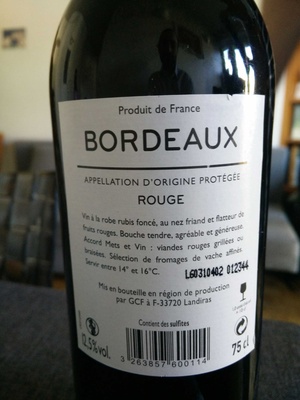 Produit de France
BORDEAUX
APPELLATION D'ORIGINE PROTÉGÉE
ROUGE
Vin à la robe rubis foncé, au nez friand et flatteur de
fruits rouges. Bouche tendre, agréable et généreuse.
Accord Mets et Vin : viandes rouges grillées ou
braisées. Sélection de fromages de vache affinés.
Servir entre 14° et 16°C.
L60310402 012344
Mis en bouteille en région de production
par GCF à F-33720 Landiras
Contient des sulfites
12,5%vol.
75 cl
3 263857 600114